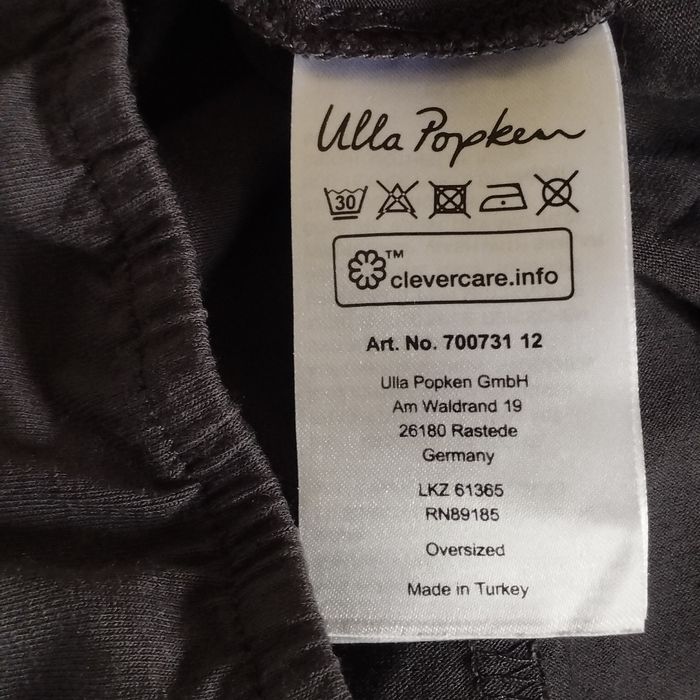 Ulla Popken
30
™
clevercare.info
Art. No. 700731 12
Ulla Popken GmbH
Am Waldrand 19
26180 Rastede
Germany
LKZ 61365
RN89185
Oversized
Made in Turkey